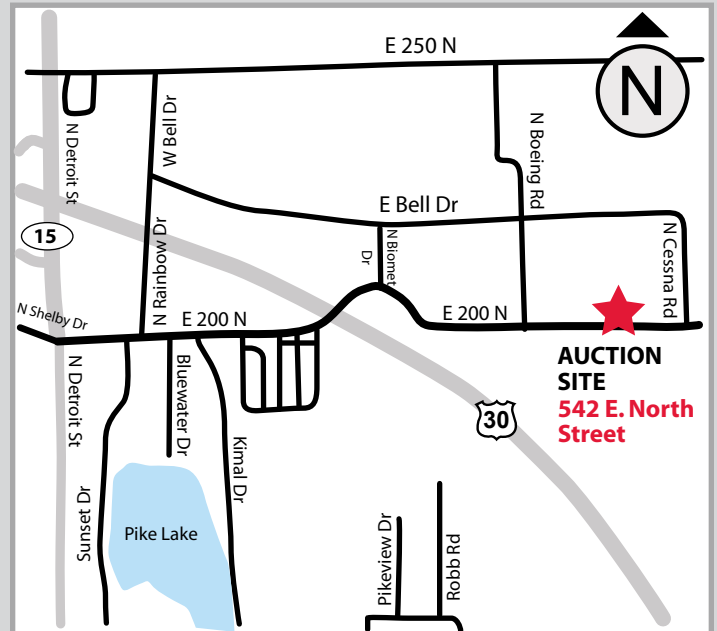 E 250 N
N
N Detroit St
W Bell Dr
N Boeing Rd
E Bell Dr
15
N Rainbow Dr
N Biomet
Dr
N Cessna Rd
N Shelby Dr
E 200 N
E 200 N
AUCTION
SITE
542 E. North
Street
N Detroit St
Bluewater Dr
30
Kimal Dr
Sunset Dr
Pike Lake
Pikeview Dr
Robb Rd